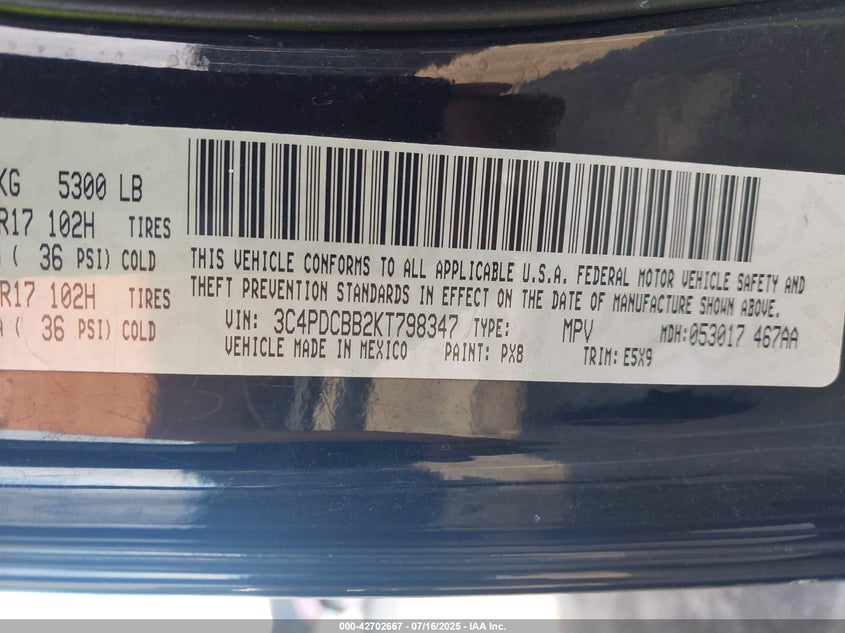 KG 5300 LB
R17 102H TIRES
( 36 PSI) COLD
R17 102H TIRES
A ( 36 PSI) COLD
THIS VEHICLE CONFORMS TO ALL APPLICABLE U.S.A. FEDERAL MOTOR VEHICLE SAFETY AND
THEFT PREVENTION STANDARDS IN EFFECT ON THE DATE OF MANUFACTURE SHOWN ABOVE.
VIN: 3C4PDCBB2KT798347 TYPE: MPV MDH:053017 467AA
VEHICLE MADE IN MEXICO PAINT: PX8 TRIM: E5X9
000-42702667 - 07/16/2025 - IAA Inc.